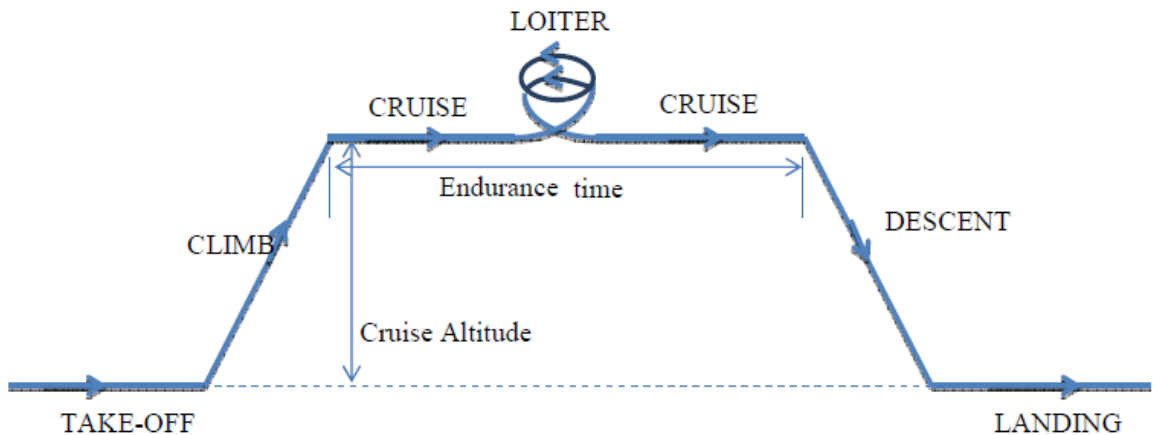 LOITER
CRUISE
CRUISE
Endurance time
CLIMB
DESCENT
Cruise Altitude
TAKE-OFF
LANDING